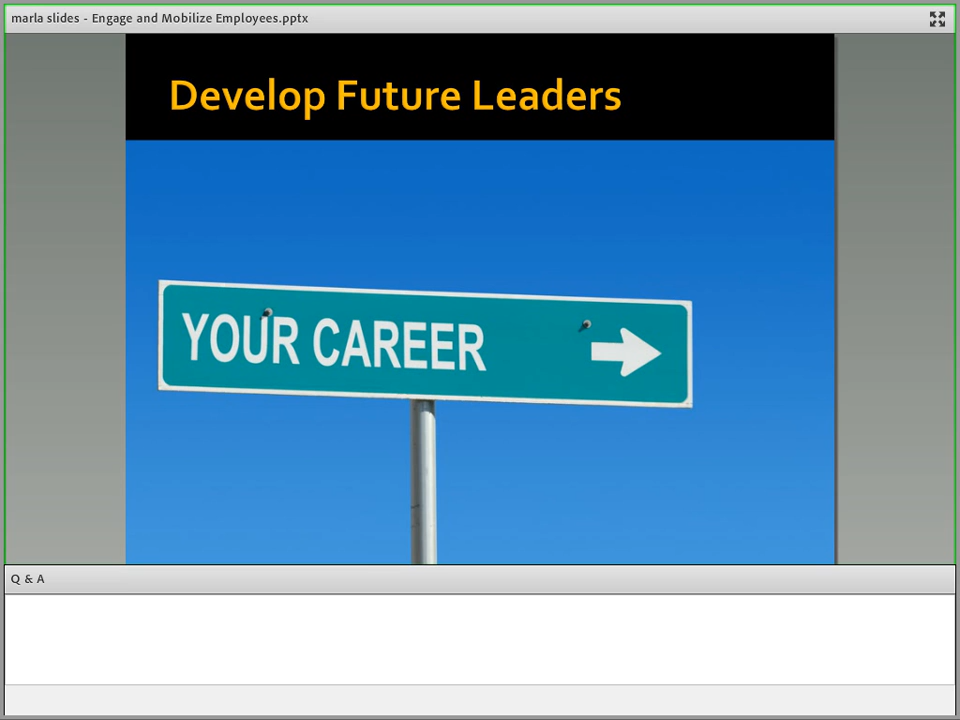 marla slides - Engage and Mobilize Employees.pptx
Develop Future Leaders
YOUR CAREER
Q & A